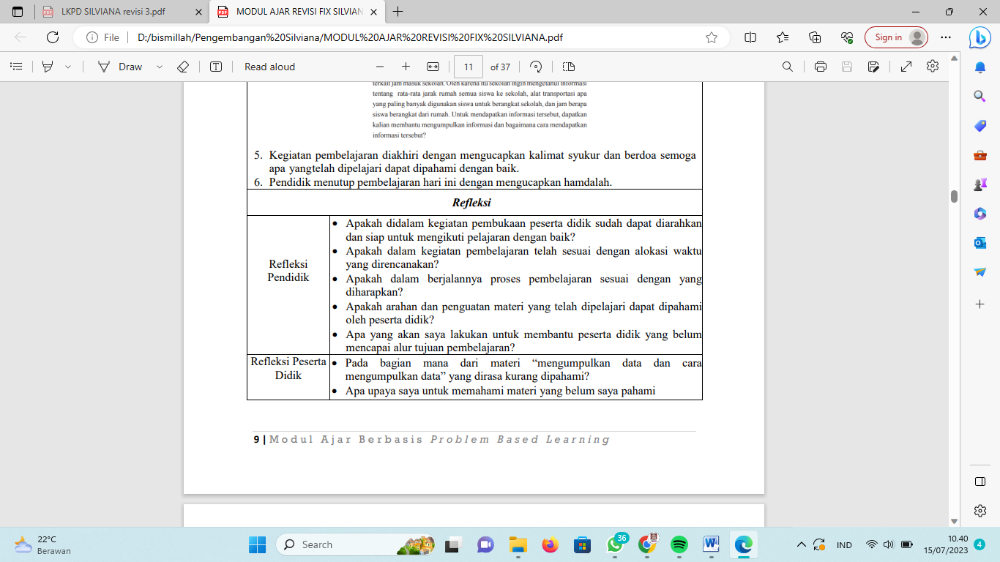 LKPD SILVIANA revisi 3.pdf
MODUL AJAR REVISI FIX SILVIAN
File
D:/bismillah/Pengembangan%20Silviana/MODUL%20AJAR%20REVISI%20FIX%20SILVIANA.pdf
Sign in
Draw
Read aloud
11 of 37
terkait jam masuk sekolah. Oleh karena itu sekolah ingin mengetahui informasi
tentang rata-rata jarak rumah semua siswa ke sekolah, alat transportasi apa
yang paling banyak digunakan siswa untuk berangkat sekolah, dan jam berapa
siswa berangkat dari rumah. Untuk mendapatkan informasi tersebut, dapatkan
kalian membantu mengumpulkan informasi dan bagaimana cara mendapatkan
informasi tersebut?
5. Kegiatan pembelajaran diakhiri dengan mengucapkan kalimat syukur dan berdoa semoga
apa yangtelah dipelajari dapat dipahami dengan baik.
6. Pendidik menutup pembelajaran hari ini dengan mengucapkan hamdalah.
Refleksi
Refleksi
Pendidik
• Apakah didalam kegiatan pembukaan peserta didik sudah dapat diarahkan
dan siap untuk mengikuti pelajaran dengan baik?
• Apakah dalam kegiatan pembelajaran telah sesuai dengan alokasi waktu
yang direncanakan?
• Apakah dalam berjalannya proses pembelajaran sesuai dengan yang
diharapkan?
• Apakah arahan dan penguatan materi yang telah dipelajari dapat dipahami
oleh peserta didik?
• Apa yang akan saya lakukan untuk membantu peserta didik yang belum
mencapai alur tujuan pembelajaran?
Refleksi Peserta
Didik
• Pada bagian mana dari materi “mengumpulkan data dan cara
mengumpulkan data” yang dirasa kurang dipahami?
• Apa upaya saya untuk memahami materi yang belum saya pahami
9 | Modul Ajar Berbasis Problem Based Learning
22°C
Berawan
Search
36
IND
10.40
15/07/2023
4